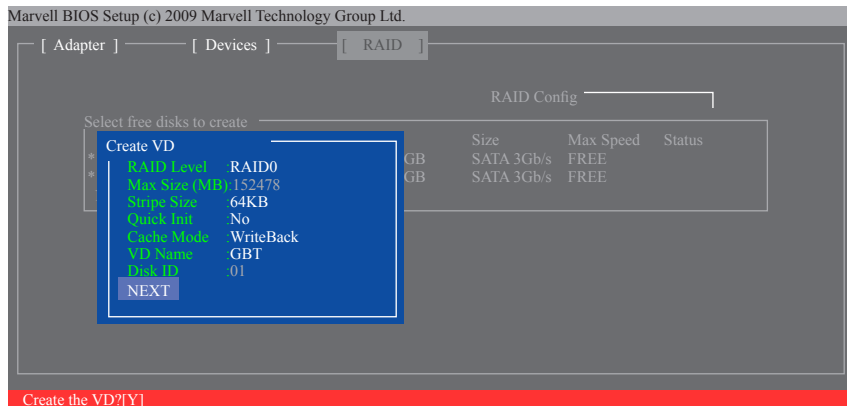 Marvell BIOS Setup (c) 2009 Marvell Technology Group Ltd.
[ Adapter ] [ Devices ] [ RAID ]
RAID Config
Select free disks to create
Size Max Speed Status
* GB SATA 3Gb/s FREE
* GB SATA 3Gb/s FREE
Create VD
RAID Level :RAID0
Max Size (MB):152478
Stripe Size :64KB
Quick Init :No
Cache Mode :WriteBack
VD Name :GBT
Disk ID :01
NEXT
Create the VD?[Y]